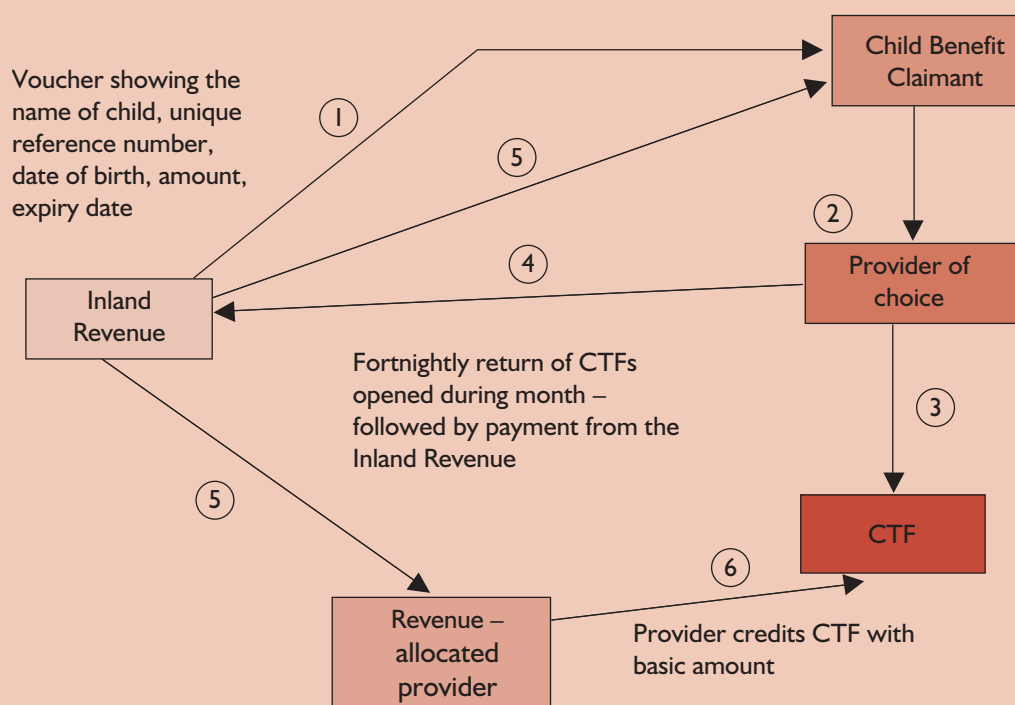 Child Benefit
Claimant
Voucher showing the
name of child, unique
reference number,
date of birth, amount,
expiry date
1
5
2
4
Provider of
choice
Inland
Revenue
Fortnightly return of CTFs
opened during month –
followed by payment from the
Inland Revenue
3
5
CTF
6
Revenue –
allocated
provider
Provider credits CTF with
basic amount